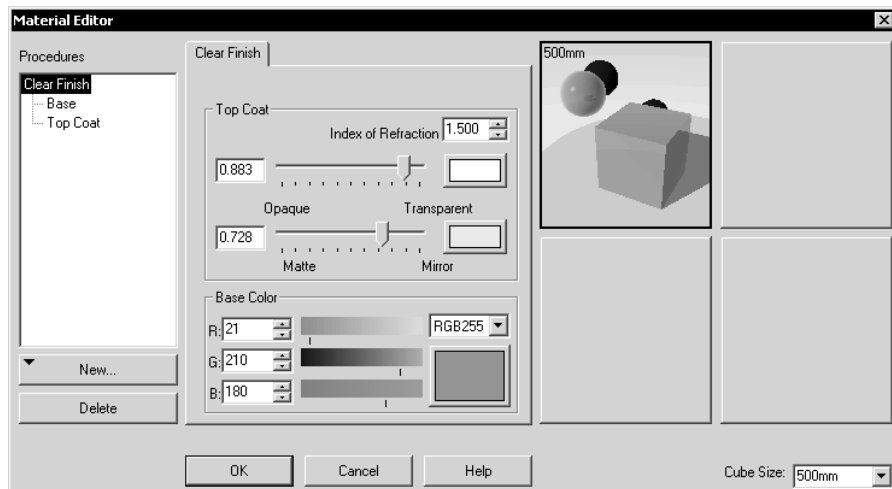 Material Editor
Procedures
Clear Finish
Base
Top Coat
New...
Delete
Clear Finish
Top Coat
Index of Refraction 1.500
0.883
Opaque Transparent
0.728
Matte Mirror
Base Color
R: 21 RGB255
G: 210
B: 180
OK Cancel Help
500mm
Cube Size: 500mm